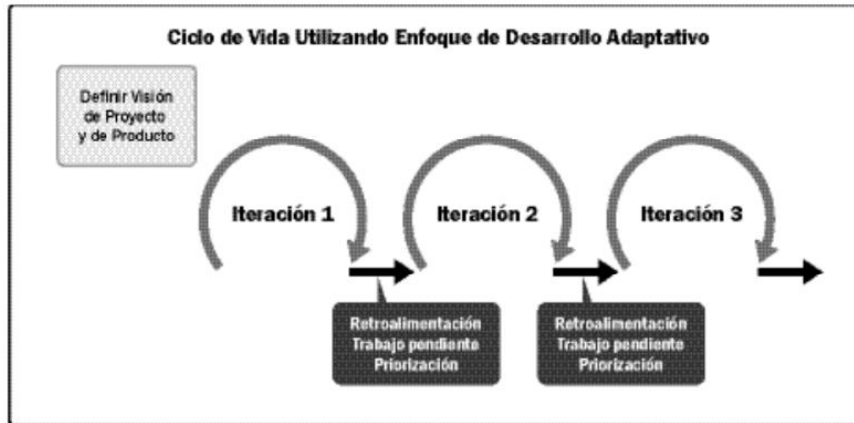 Ciclo de Vida Utilizando Enfoque de Desarrollo Adaptativo
Definir Visión
de Proyecto
y de Producto
Iteración 1
Iteración 2
Iteración 3
Retroalimentación
Trabajo pendiente
Priorización
Retroalimentación
Trabajo pendiente
Priorización